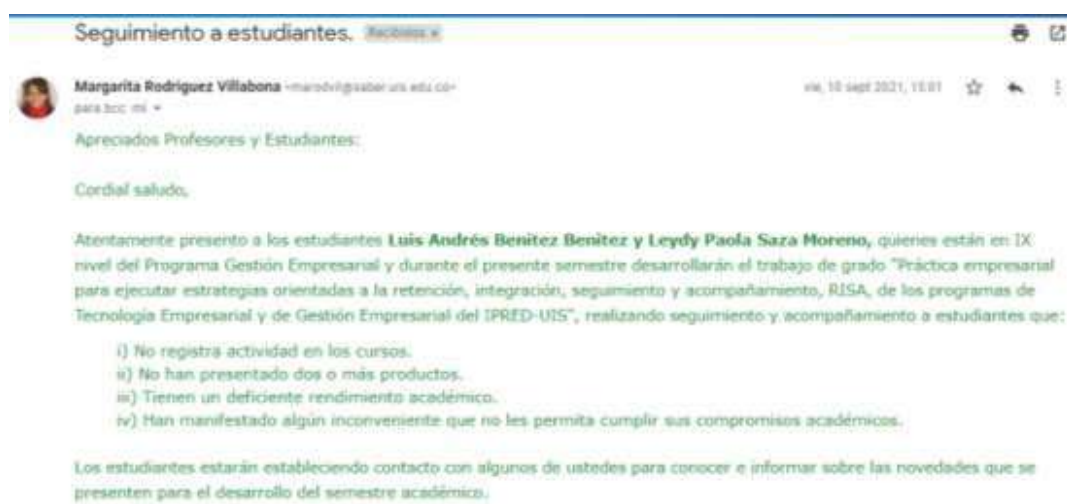 Seguimiento a estudiantes. Recibidos x
Margarita Rodriguez Villabona
vie, 10 sept 2021, 15:01
para bcc: mi
Apreciados Profesores y Estudiantes:
Cordial saludo,
Atentamente presento a los estudiantes Luis Andrés Benitez Benitez y Leydy Paola Saza Moreno, quienes están en IX
nivel del Programa Gestión Empresarial y durante el presente semestre desarrollarán el trabajo de grado "Práctica empresarial
para ejecutar estrategias orientadas a la retención, integración, seguimiento y acompañamiento, RISA, de los programas de
Tecnología Empresarial y de Gestión Empresarial del IPRED-UIS", realizando seguimiento y acompañamiento a estudiantes que:
i) No registra actividad en los cursos.
ii) No han presentado dos o más productos.
iii) Tienen un deficiente rendimiento académico.
iv) Han manifestado algún inconveniente que no les permita cumplir sus compromisos académicos.
Los estudiantes estarán estableciendo contacto con algunos de ustedes para conocer e informar sobre las novedades que se
presenten para el desarrollo del semestre académico.